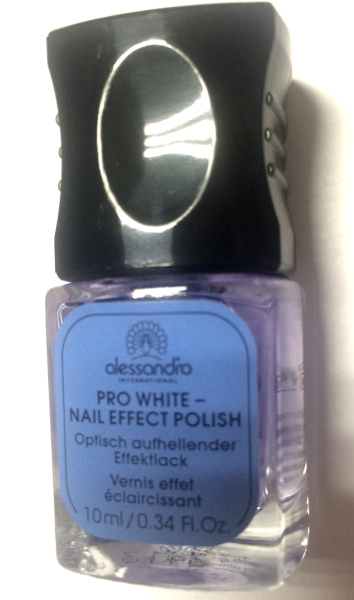 alessandro
INTERNATIONAL
PRO WHITE –
NAIL EFFECT POLISH
Optisch aufhellender
Effektlack
Vernis effet
éclaircissant
10ml/0.34 Fl.Oz.